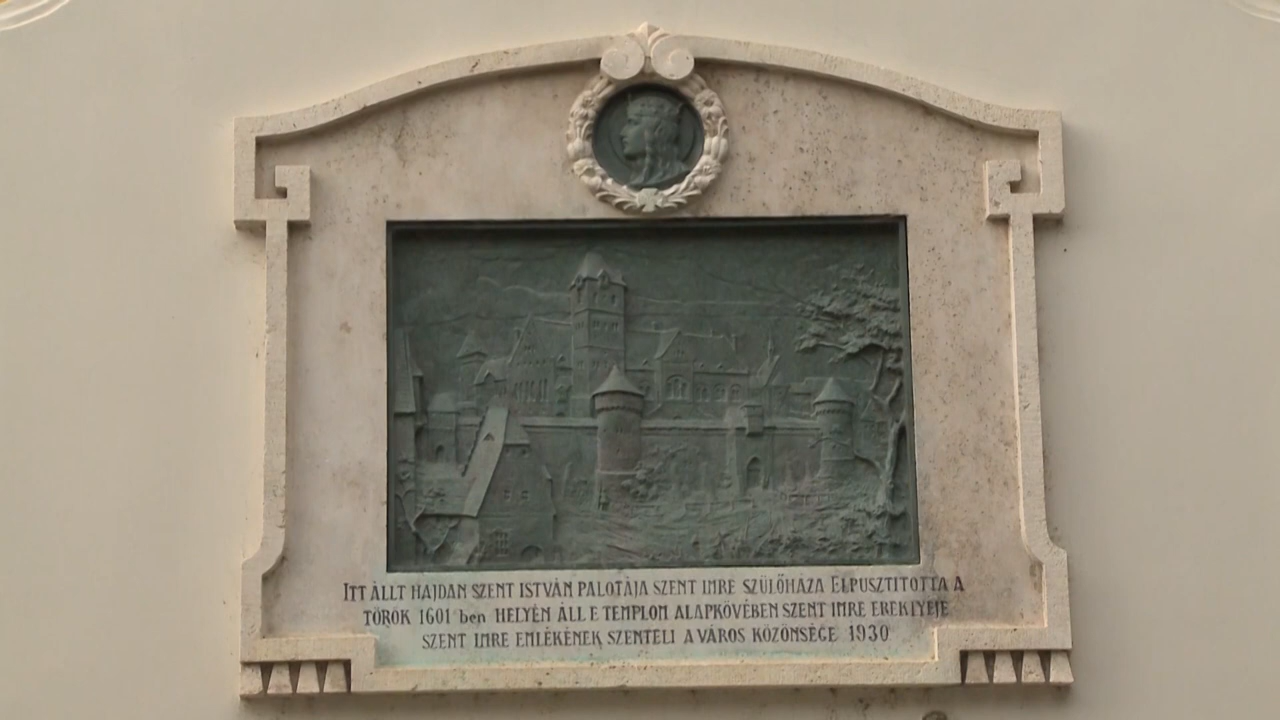 ITT ÁLLT HAJDAN SZENT ISTVÁN PALOTÁJA SZENT IMRE SZÜLŐHÁZA ELPUSZTITOTTA A
TÖRÖK 1601 ben HELYÉN ÁLL E TEMPLOM ALAPKÖVÉBEN SZENT IMRE EREKLYÉJE
SZENT IMRE EMLÉKÉNEK SZENTELI A VÁROS KÖZÖNSÉGE 1930